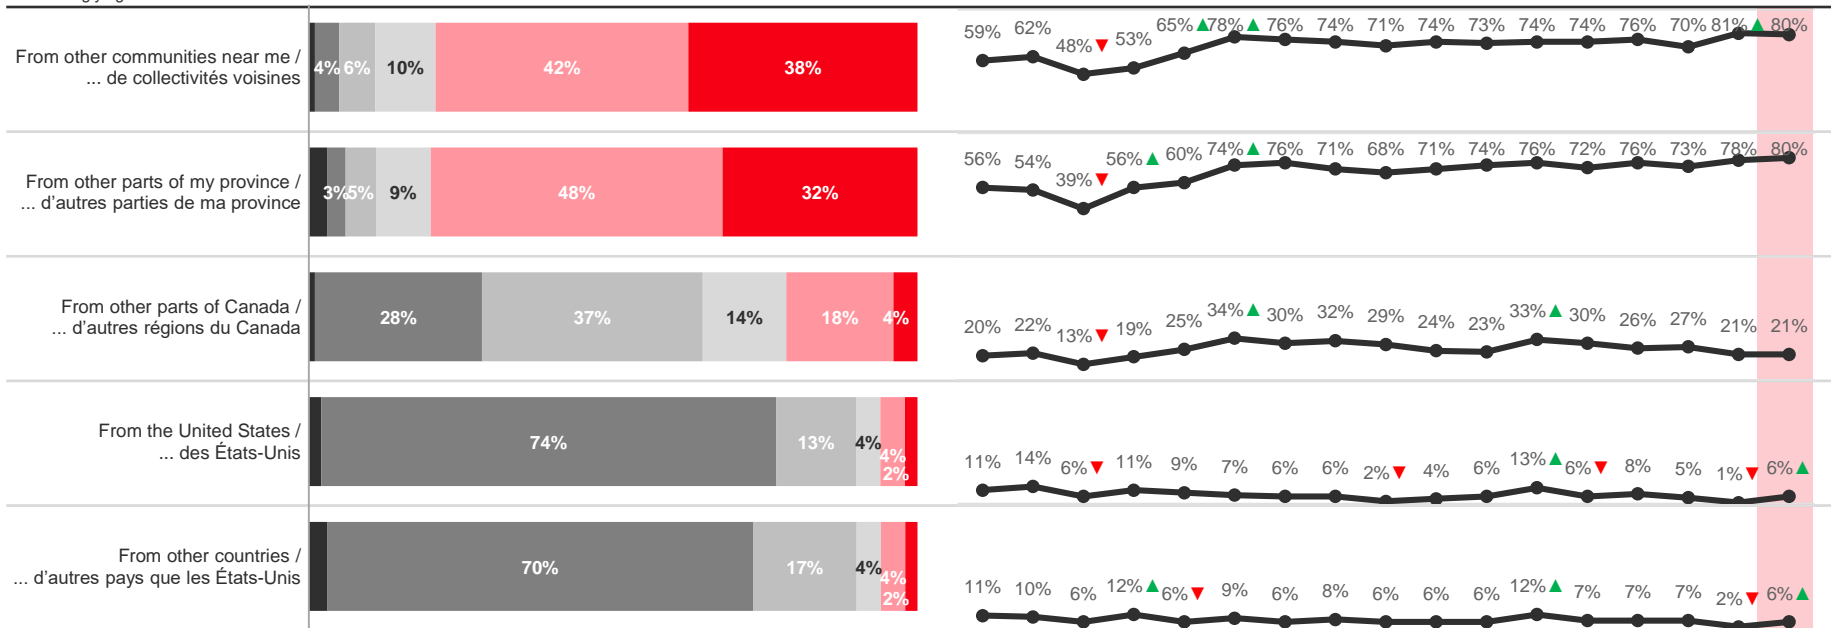 From other communities near me /
... de collectivités voisines
4% 6% 10% 42% 38%
59% 62% 48% 53% 65% 78% 76% 74% 71% 74% 73% 74% 74% 76% 70% 81% 80%
From other parts of my province /
... d'autres parties de ma province
3% 5% 9% 48% 32%
56% 54% 39% 56% 60% 74% 76% 71% 68% 71% 74% 76% 72% 76% 73% 78% 80%
From other parts of Canada /
... d'autres régions du Canada
28% 37% 14% 18% 4%
20% 22% 13% 19% 25% 34% 30% 32% 29% 24% 23% 33% 30% 26% 27% 21% 21%
From the United States /
... des États-Unis
74% 13% 4% 4% 2%
11% 14% 6% 11% 9% 7% 6% 6% 2% 4% 6% 13% 6% 8% 5% 1% 6%
From other countries /
... d'autres pays que les États-Unis
70% 17% 4% 4% 2%
11% 10% 6% 12% 6% 9% 6% 8% 6% 6% 6% 12% 7% 7% 7% 2% 6%